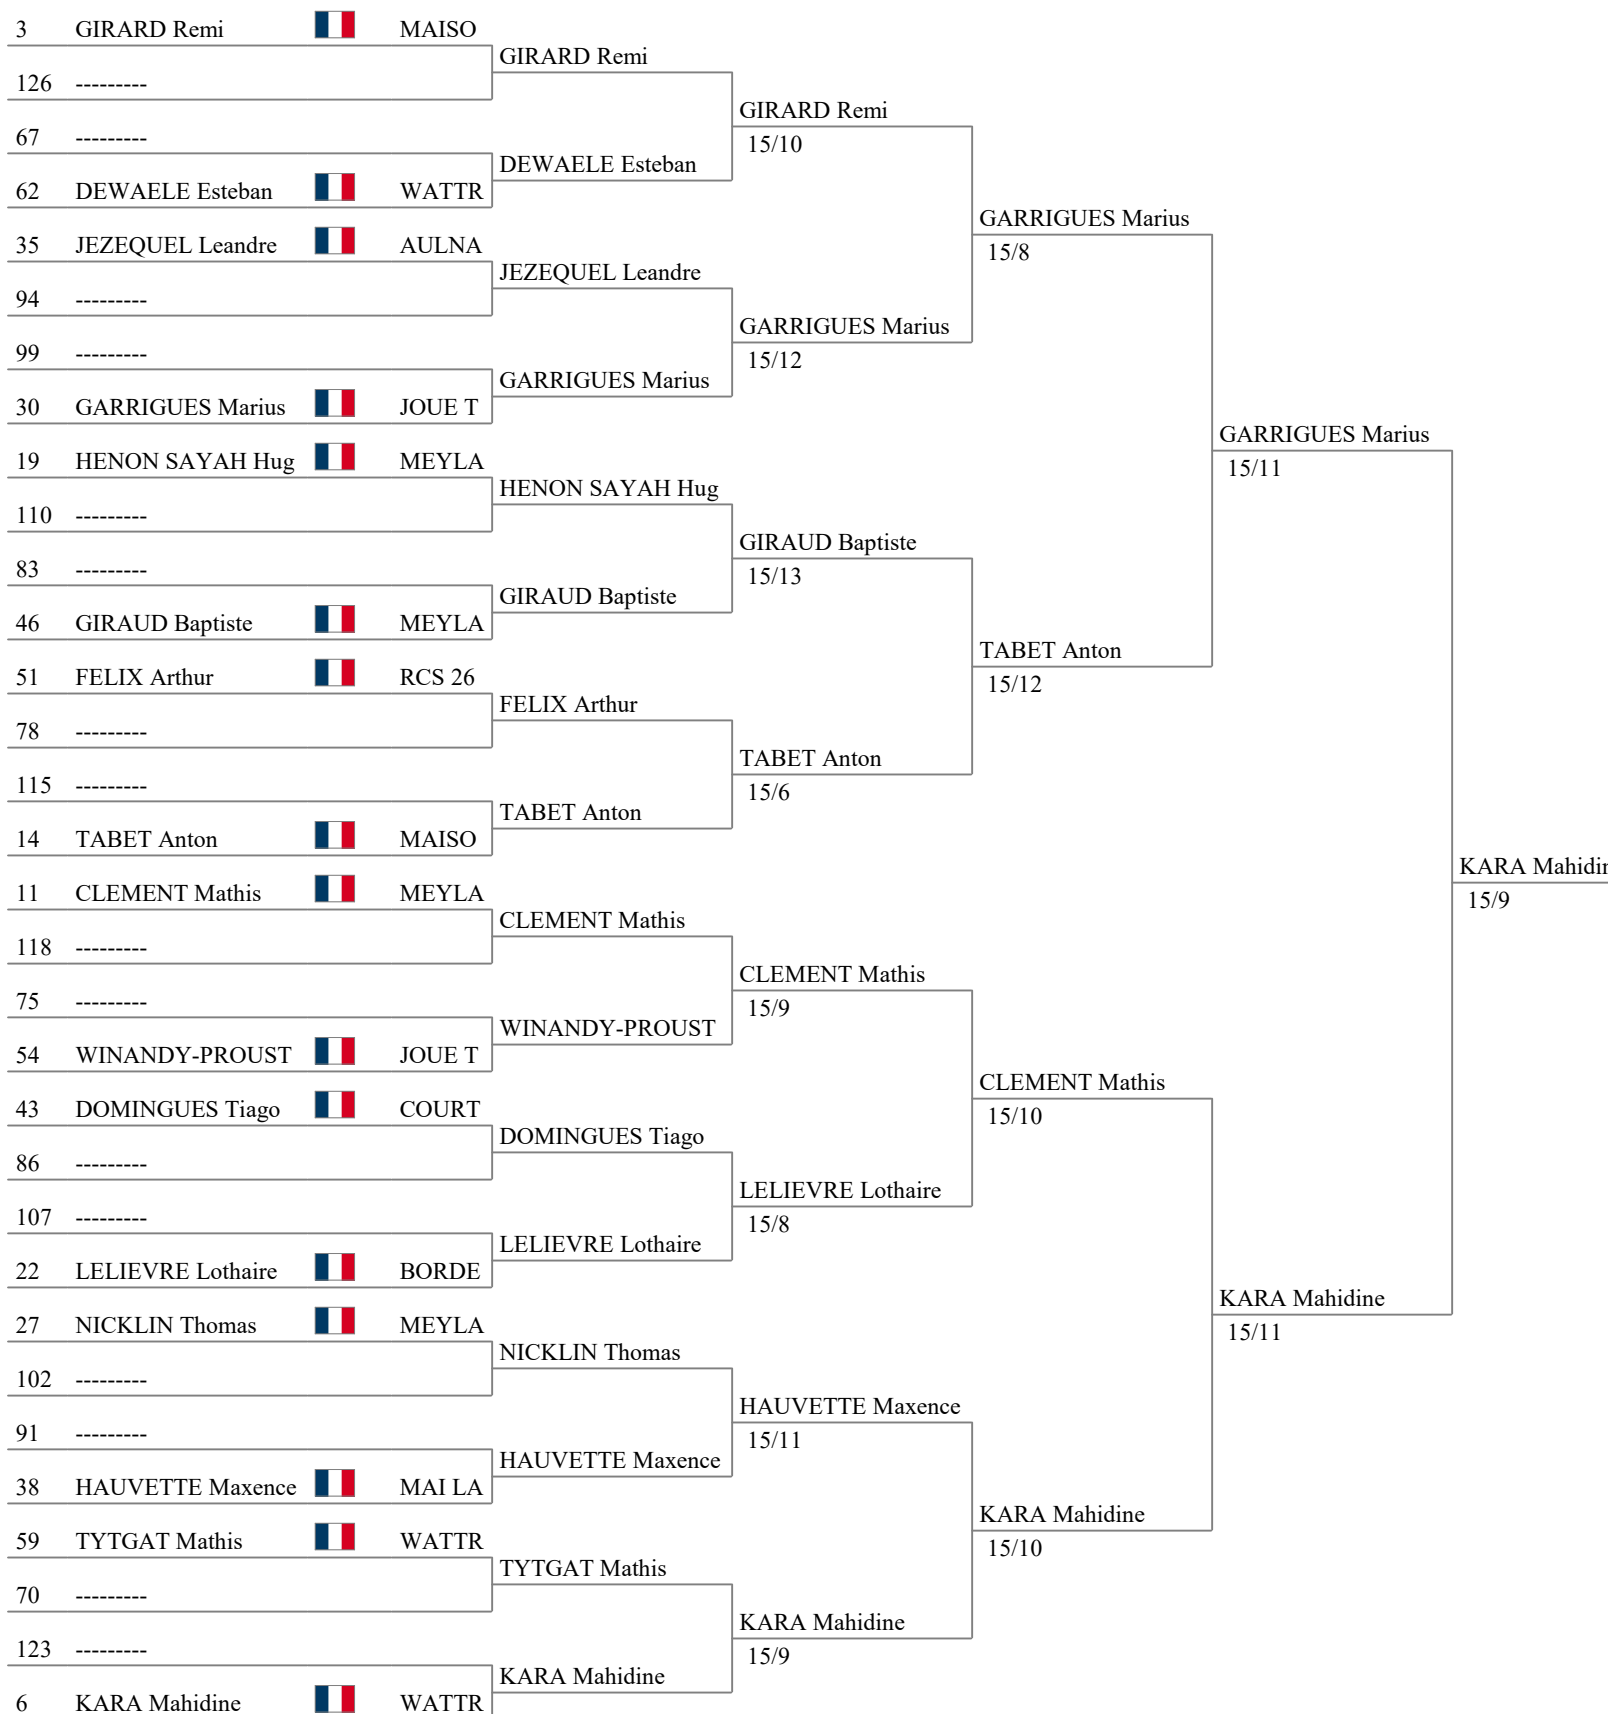 3 GIRARD Remi MAISO
GIRARD Remi
126 ---------
GIRARD Remi
67 ---------
15/10
DEWAELE Esteban
62 DEWAELE Esteban WATTR
GARRIGUES Marius
35 JEZEQUEL Leandre AULNA
15/8
JEZEQUEL Leandre
94 ---------
GARRIGUES Marius
99 ---------
15/12
GARRIGUES Marius
30 GARRIGUES Marius JOUE T
GARRIGUES Marius
19 HENON SAYAH Hug MEYLA
15/11
HENON SAYAH Hug
110 ---------
GIRAUD Baptiste
83 ---------
15/13
GIRAUD Baptiste
46 GIRAUD Baptiste MEYLA
TABET Anton
51 FELIX Arthur RCS 26
15/12
FELIX Arthur
78 ---------
TABET Anton
115 ---------
15/6
TABET Anton
14 TABET Anton MAISO
KARA Mahidin
11 CLEMENT Mathis MEYLA
15/9
CLEMENT Mathis
118 ---------
CLEMENT Mathis
75 ---------
15/9
WINANDY-PROUST
54 WINANDY-PROUST JOUE T
CLEMENT Mathis
43 DOMINGUES Tiago COURT
15/10
DOMINGUES Tiago
86 ---------
LELIEVRE Lothaire
107 ---------
15/8
LELIEVRE Lothaire
22 LELIEVRE Lothaire BORDE
KARA Mahidine
27 NICKLIN Thomas MEYLA
15/11
NICKLIN Thomas
102 ---------
HAUVETTE Maxence
91 ---------
15/11
HAUVETTE Maxence
38 HAUVETTE Maxence MAI LA
KARA Mahidine
59 TYTGAT Mathis WATTR
15/10
TYTGAT Mathis
70 ---------
KARA Mahidine
123 ---------
15/9
KARA Mahidine
6 KARA Mahidine WATTR